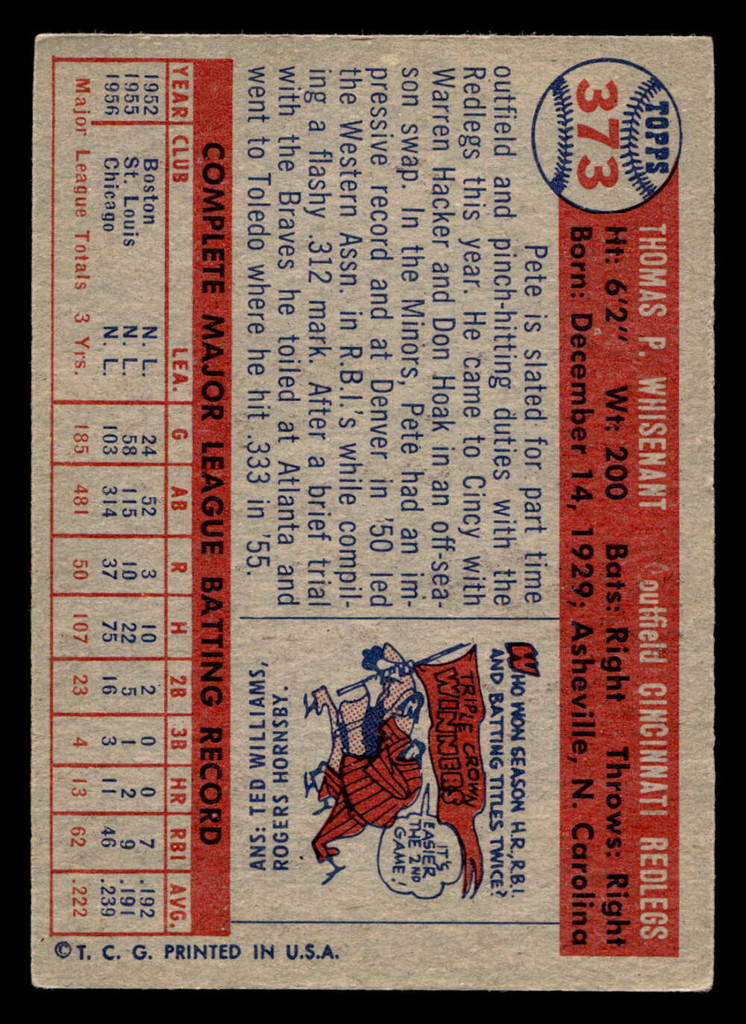 TOPPS
373
THOMAS P. WHISENANT outfield CINCINNATI REDLEGS
Ht: 6'2" Wt: 200 Bats: Right Throws: Right
Born: December 14, 1929; Asheville, N. Carolina
Pete is slated for part time
outfield and pinch-hitting duties with the
Redlegs this year. He came to Cincy with
Warren Hacker and Don Hoak in an off-sea-
son swap. In the Minors, Pete had an im-
pressive record and at Denver in '50 led
the Western Assn. in R.B.I.'s while compil-
ing a flashy .312 mark. After a brief trial
with the Braves he toiled at Atlanta and
went to Toledo where he hit .333 in '55.
WHO WON SEASON H.R., R.B.I.
AND BATTING TITLES TWICE?
TRIPLE CROWN
WINNERS
IT'S
EASIER
THE 2ND
GAME!
ANS: TED WILLIAMS,
ROGERS HORNSBY.
COMPLETE MAJOR LEAGUE BATTING RECORD
YEAR CLUB LEA. G AB R H 2B 3B HR RBI AVG.
1952 Boston N. L. 24 52 3 10 2 0 0 7 .192
1955 St. Louis N. L. 58 115 10 22 5 1 2 9 .191
1956 Chicago N. L. 103 314 37 75 16 3 11 46 .239
Major League Totals 3 Yrs. 185 481 50 107 23 4 13 62 .222
© T. C. G. PRINTED IN U.S.A.